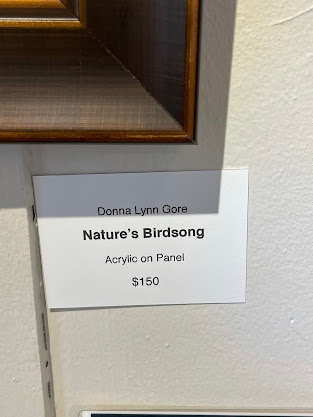 Donna Lynn Gore
Nature's Birdsong
Acrylic on Panel
$150